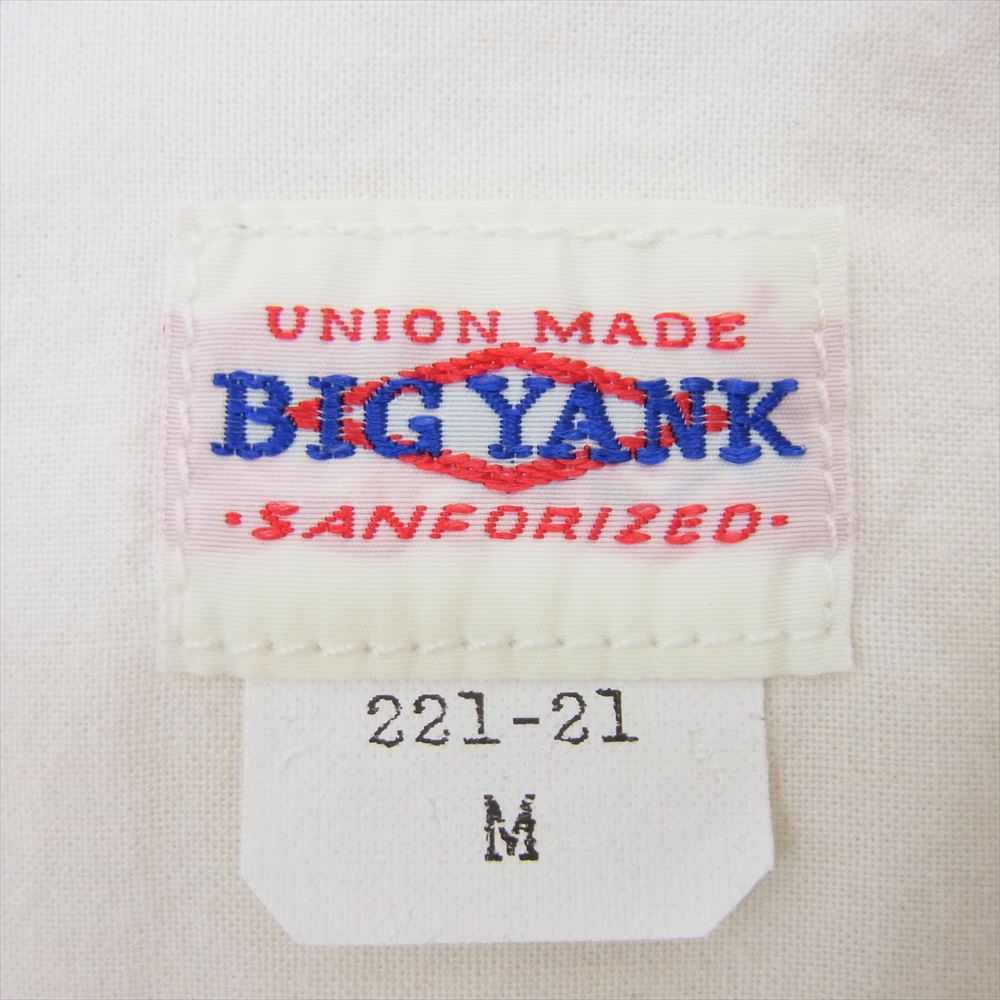 UNION MADE
BIG YANK
·SANFORIZED·
221-21
M